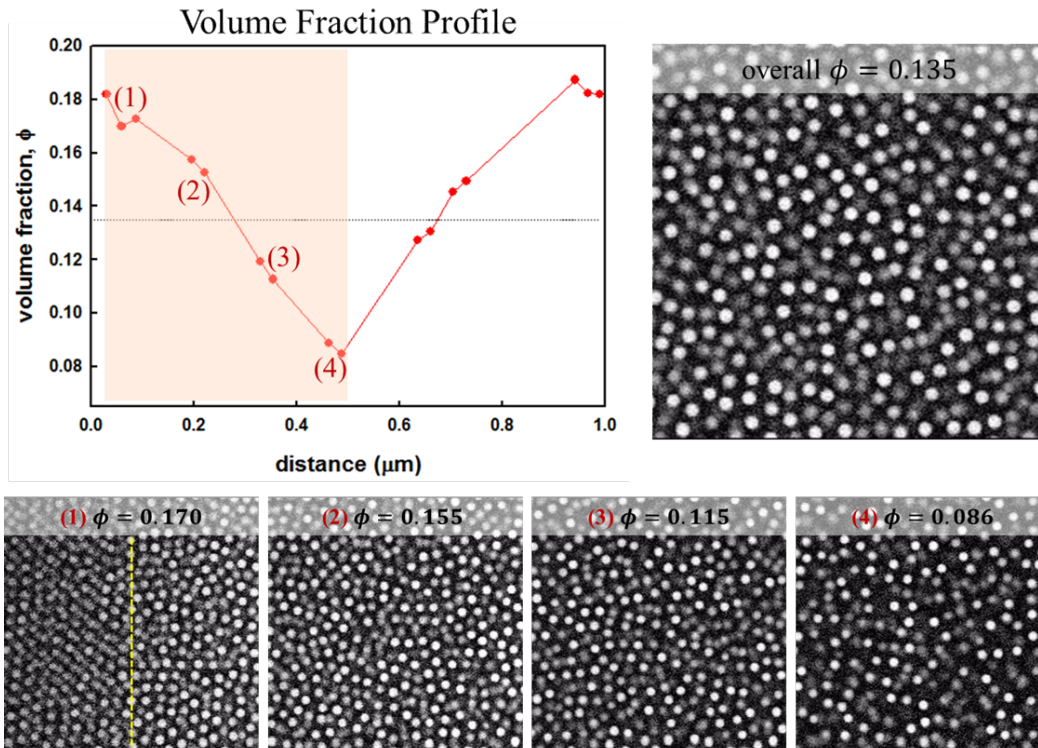 Volume Fraction Profile
volume fraction, ϕ
0.20
0.18
0.16
0.14
0.12
0.10
0.08
(1)
(2)
(3)
(4)
0.0 0.2 0.4 0.6 0.8 1.0
distance (μm)
overall ϕ = 0.135
(1) ϕ = 0.170
(2) ϕ = 0.155
(3) ϕ = 0.115
(4) ϕ = 0.086